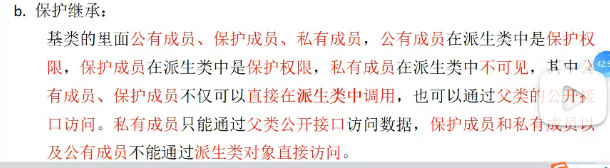 b. 保护继承：
基类的里面公有成员、保护成员、私有成员，公有成员在派生类中是保护权
限，保护成员在派生类中是保护权限，私有成员在派生类中不可见，其中公
42:5
有成员、保护成员不仅可以直接在派生类中调用，也可以通过父类的公开接
口访问。私有成员只能通过父类公开接口访问数据，保护成员和私有成员以
及公有成员不能通过派生类对象直接访问。